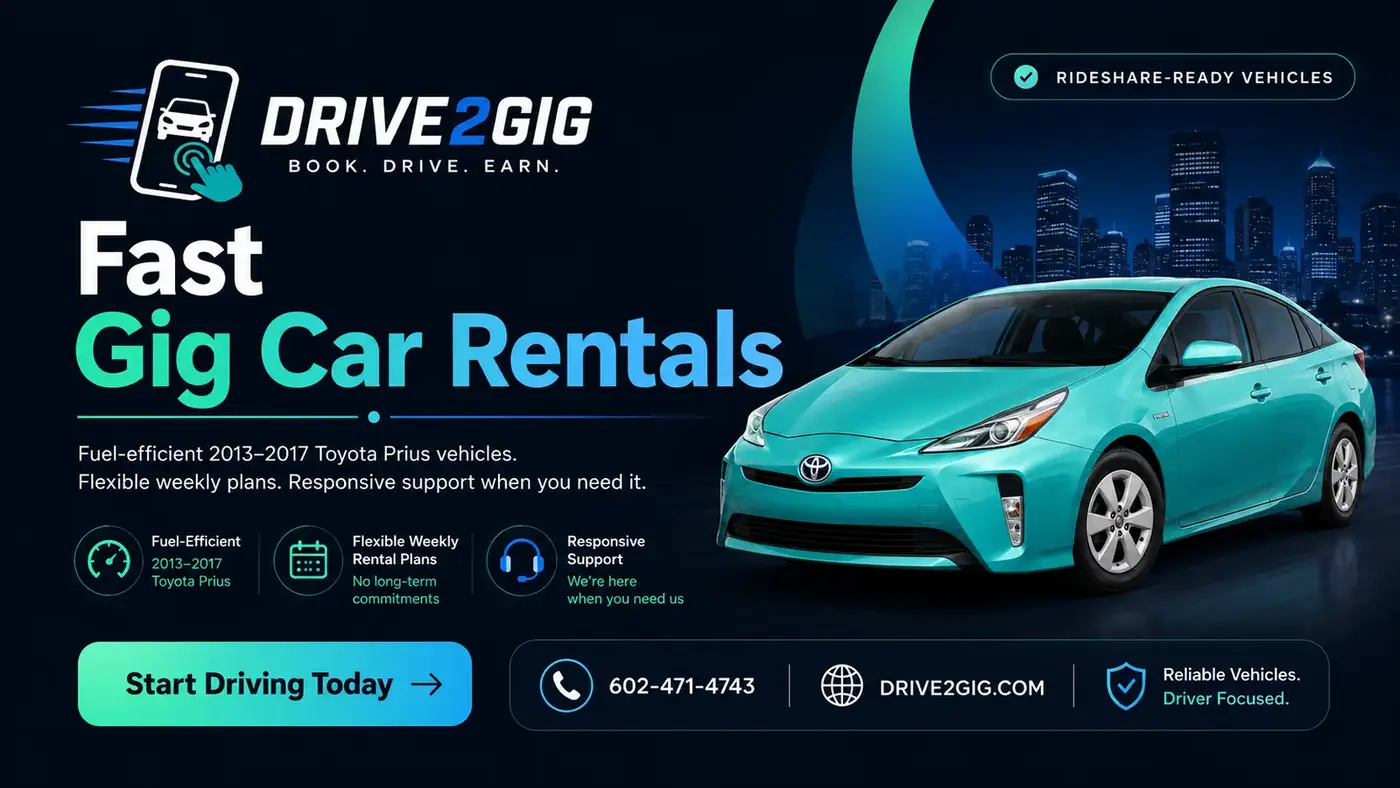 DRIVE2GIG
BOOK. DRIVE. EARN.
RIDESHARE-READY VEHICLES
Fast
Gig Car Rentals
Fuel-efficient 2013–2017 Toyota Prius vehicles.
Flexible weekly plans. Responsive support when you need it.
Fuel-Efficient
2013–2017
Toyota Prius
Flexible Weekly
Rental Plans
No long-term
commitments
Responsive
Support
We're here
when you need us
Start Driving Today
602-471-4743
DRIVE2GIG.COM
Reliable Vehicles.
Driver Focused.